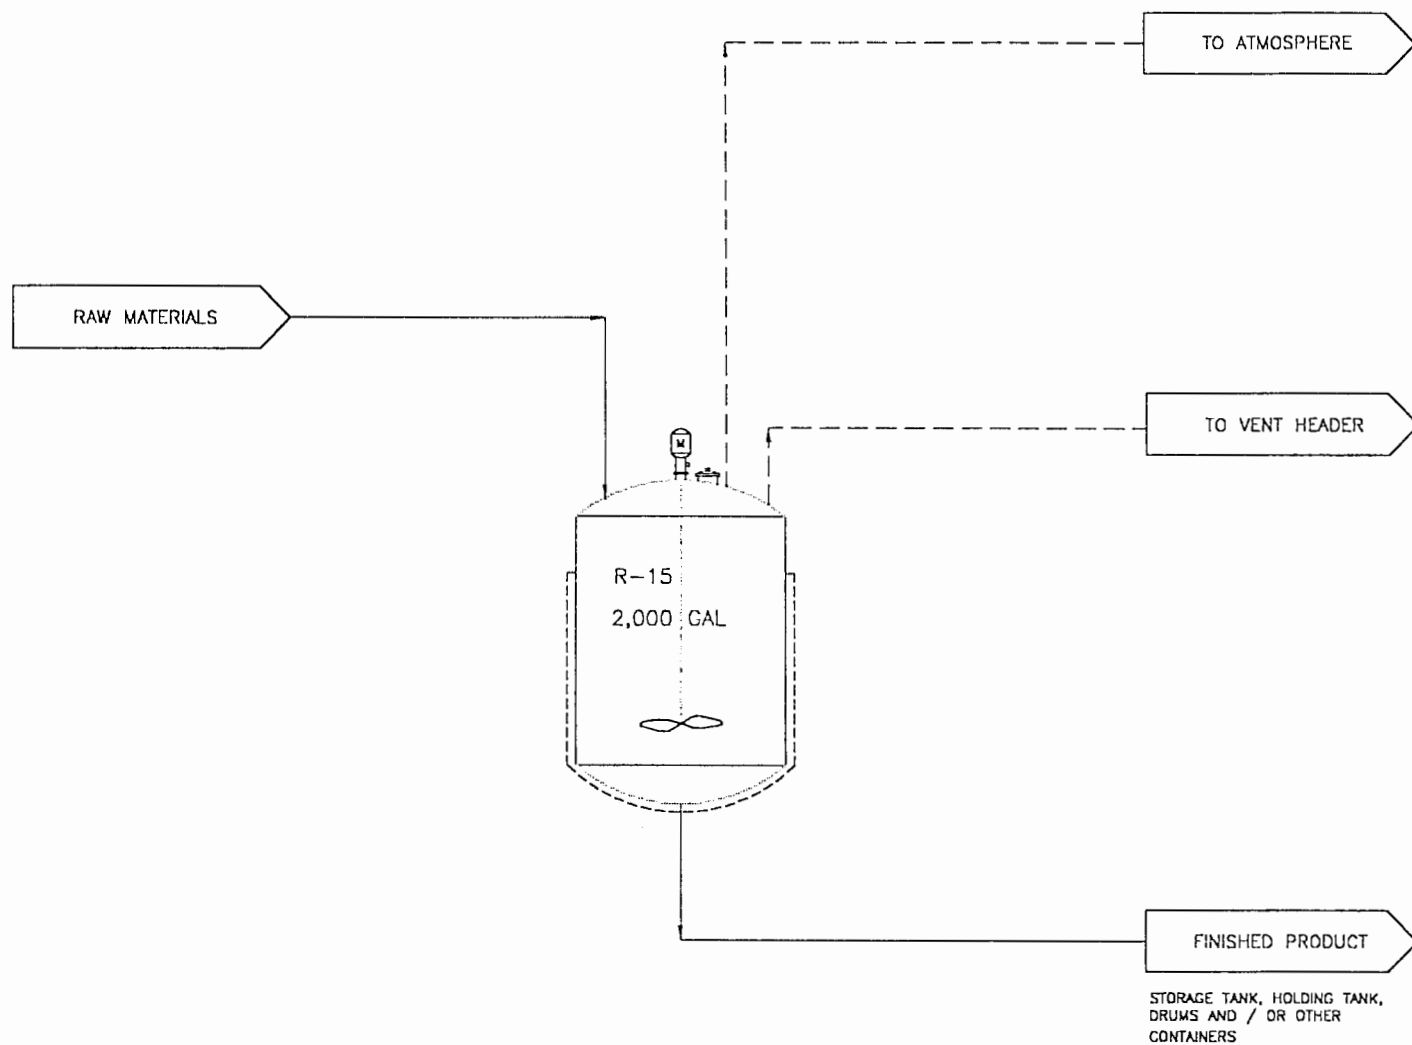 TO ATMOSPHERE
RAW MATERIALS
TO VENT HEADER
M
R-15
2,000 GAL
FINISHED PRODUCT
STORAGE TANK, HOLDING TANK,
DRUMS AND / OR OTHER
CONTAINERS